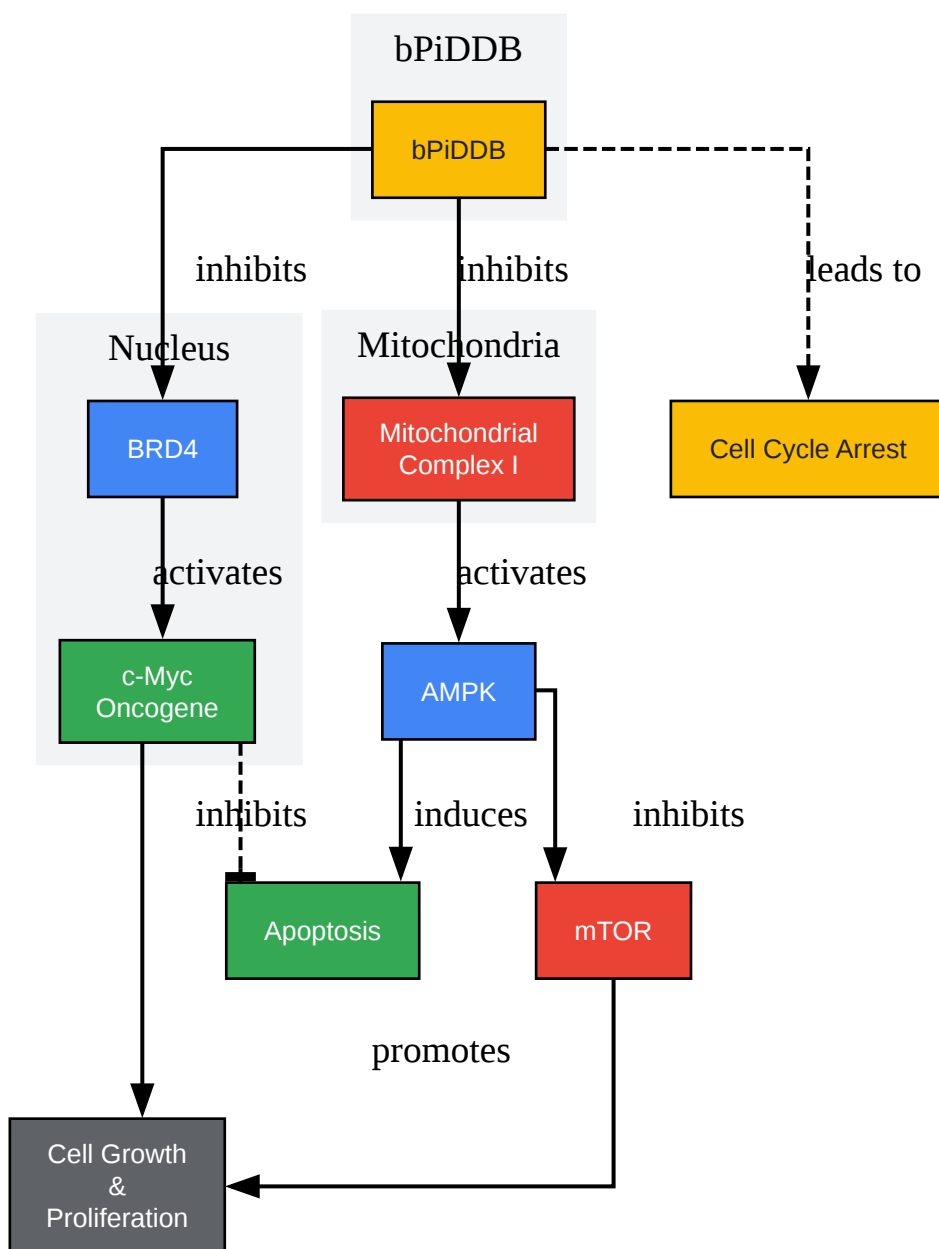 bPiDDB
bPiDDB
inhibits
inhibits
leads to
Nucleus
Mitochondria
BRD4
Mitochondrial
Complex I
Cell Cycle Arrest
activates
activates
c-Myc
Oncogene
AMPK
inhibits
induces
inhibits
Apoptosis
mTOR
promotes
Cell Growth
&
Proliferation